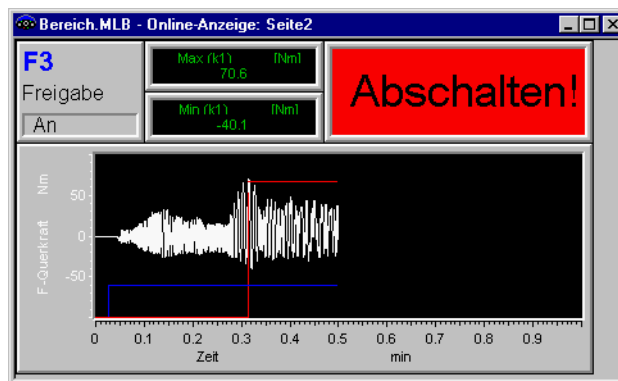 Bereich.MLB - Online-Anzeige: Seite2
F3
Freigabe
An
Max (k1) [Nm]
70.6
Min (k1) [Nm]
-40.1
Abschalten!
F-Querkraft Nm
50
0
-50
0 0.1 0.2 0.3 0.4 0.5 0.6 0.7 0.8 0.9
Zeit min